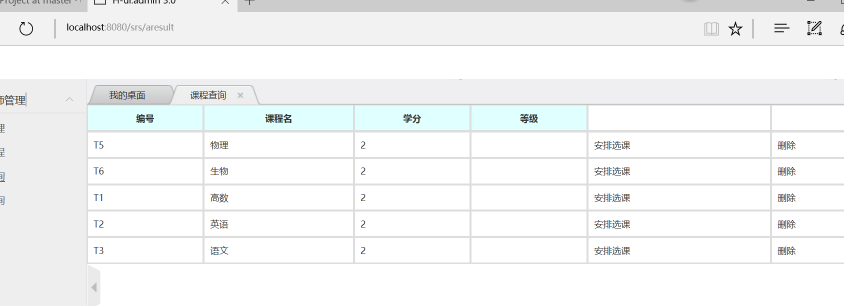 Project at master
H-ui.admin 3.0
localhost:8080/srs/aresult
师管理
我的桌面 课程查询
编号 课程名 学分 等级
T5 物理 2 安排选课 删除
T6 生物 2 安排选课 删除
T1 高数 2 安排选课 删除
T2 英语 2 安排选课 删除
T3 语文 2 安排选课 删除
理
程
询